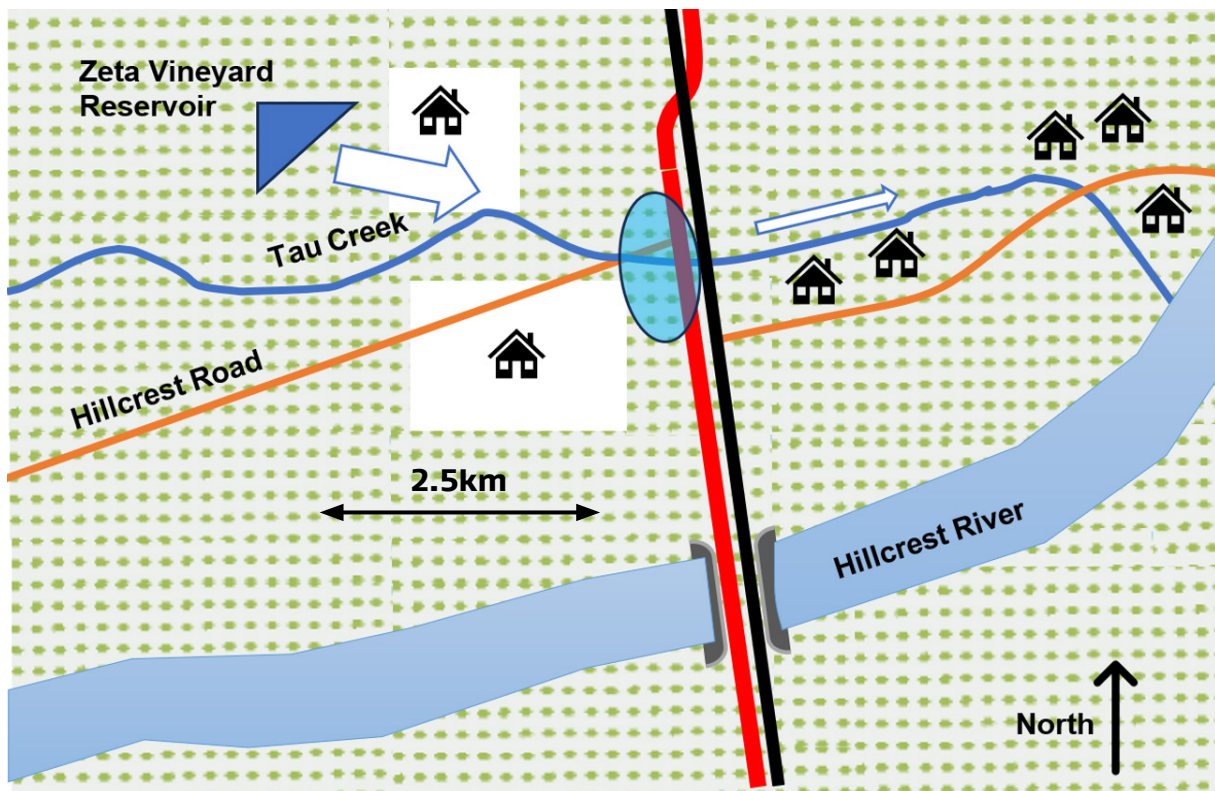 Zeta Vineyard
Reservoir
Tau Creek
Hillcrest Road
2.5km
Hillcrest River
North